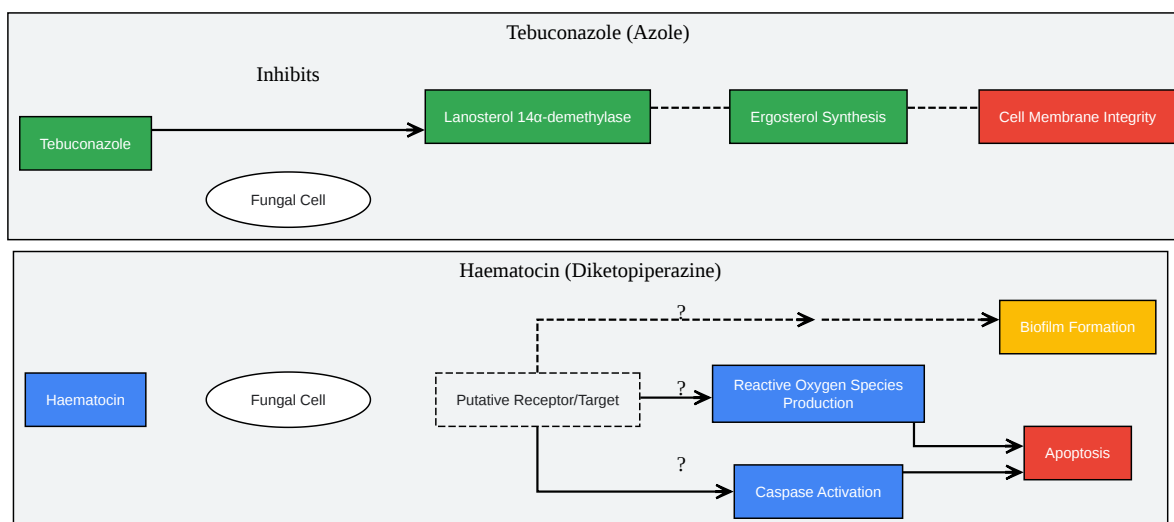 Tebuconazole (Azole)
Inhibits
Lanosterol 14α-demethylase
Ergosterol Synthesis
Cell Membrane Integrity
Tebuconazole
Fungal Cell
Haematocin (Diketopiperazine)
?
Biofilm Formation
Haematocin
Fungal Cell
Putative Receptor/Target
?
Reactive Oxygen Species
Production
Apoptosis
?
Caspase Activation